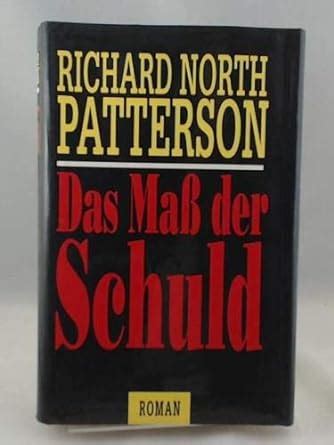 RICHARD NORTH
PATTERSON
Das Maß der
Schuld
ROMAN